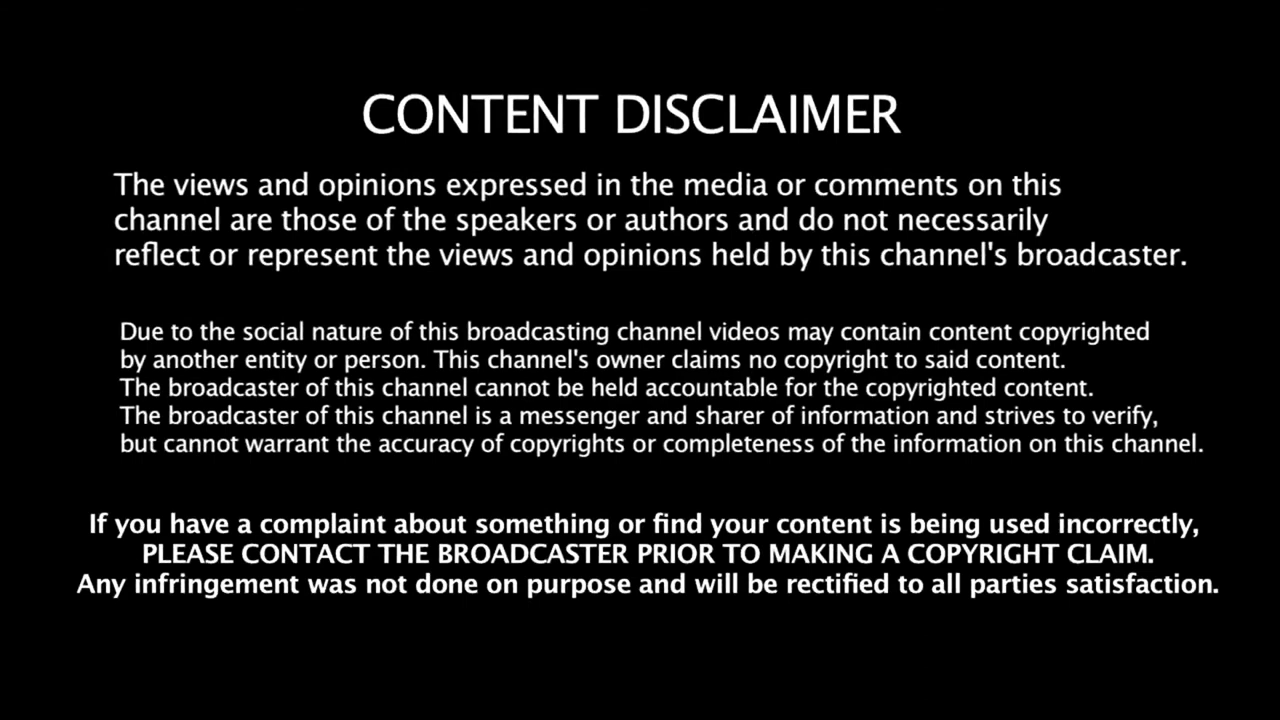 CONTENT DISCLAIMER
The views and opinions expressed in the media or comments on this
channel are those of the speakers or authors and do not necessarily
reflect or represent the views and opinions held by this channel's broadcaster.
Due to the social nature of this broadcasting channel videos may contain content copyrighted
by another entity or person. This channel's owner claims no copyright to said content.
The broadcaster of this channel cannot be held accountable for the copyrighted content.
The broadcaster of this channel is a messenger and sharer of information and strives to verify,
but cannot warrant the accuracy of copyrights or completeness of the information on this channel.
If you have a complaint about something or find your content is being used incorrectly,
PLEASE CONTACT THE BROADCASTER PRIOR TO MAKING A COPYRIGHT CLAIM.
Any infringement was not done on purpose and will be rectified to all parties satisfaction.